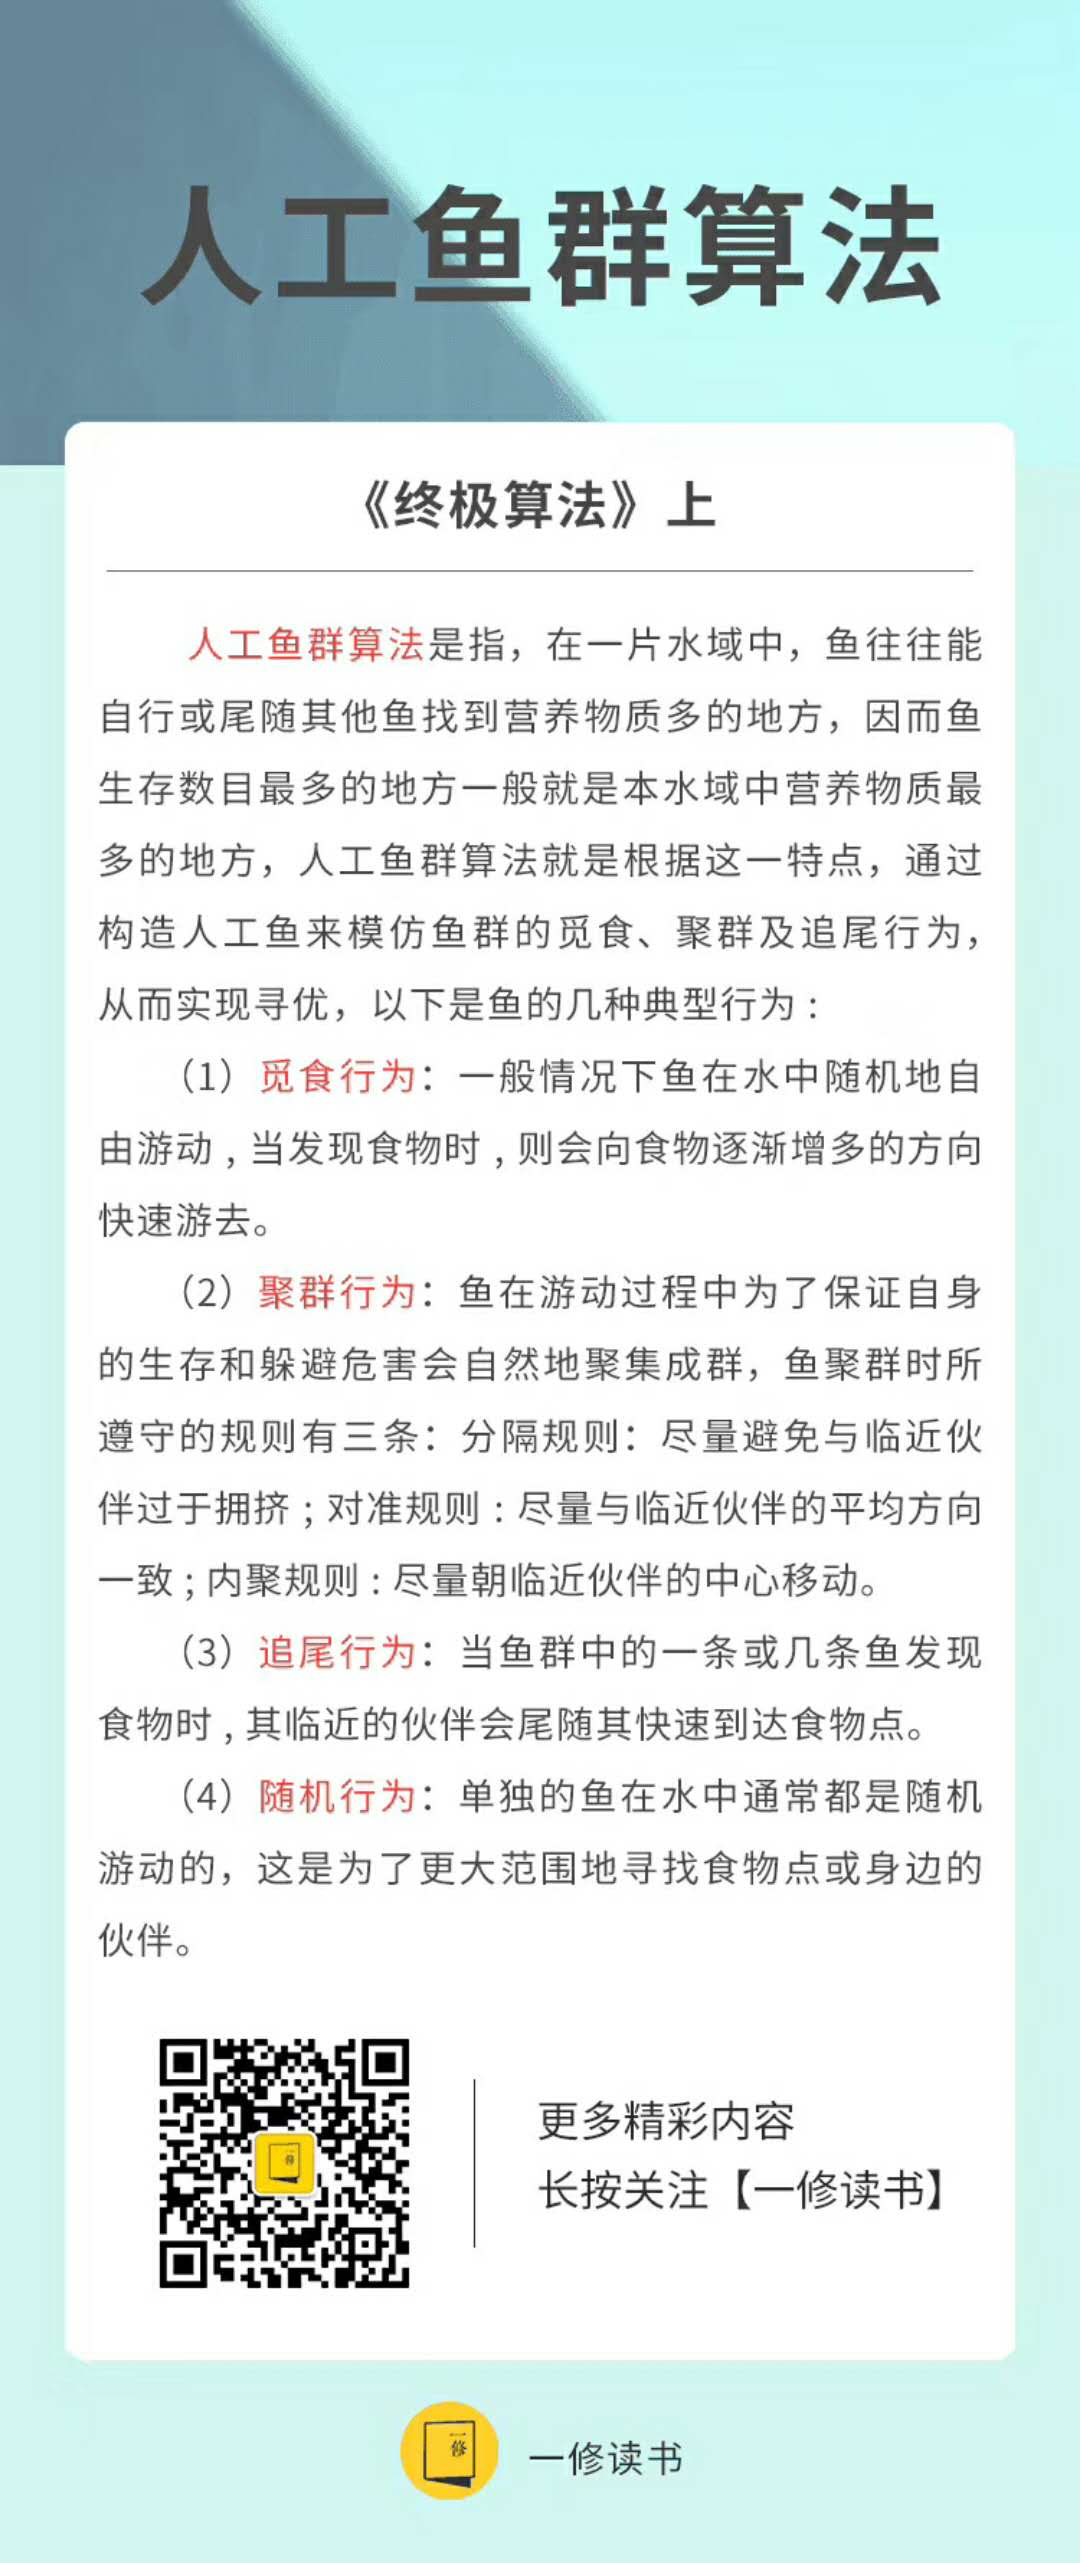 人工鱼群算法
《终极算法》上
人工鱼群算法是指，在一片水域中，鱼往往能
自行或尾随其他鱼找到营养物质多的地方，因而鱼
生存数目最多的地方一般就是本水域中营养物质最
多的地方，人工鱼群算法就是根据这一特点，通过
构造人工鱼来模仿鱼群的觅食、聚群及追尾行为，
从而实现寻优，以下是鱼的几种典型行为：
（1）觅食行为：一般情况下鱼在水中随机地自
由游动，当发现食物时，则会向食物逐渐增多的方向
快速游去。
（2）聚群行为：鱼在游动过程中为了保证自身
的生存和躲避危害会自然地聚集成群，鱼聚群时所
遵守的规则有三条：分隔规则：尽量避免与临近伙
伴过于拥挤；对准规则：尽量与临近伙伴的平均方向
一致；内聚规则：尽量朝临近伙伴的中心移动。
（3）追尾行为：当鱼群中的一条或几条鱼发现
食物时，其临近的伙伴会尾随其快速到达食物点。
（4）随机行为：单独的鱼在水中通常都是随机
游动的，这是为了更大范围地寻找食物点或身边的
伙伴。
一修
更多精彩内容
长按关注【一修读书】
一修
一修读书